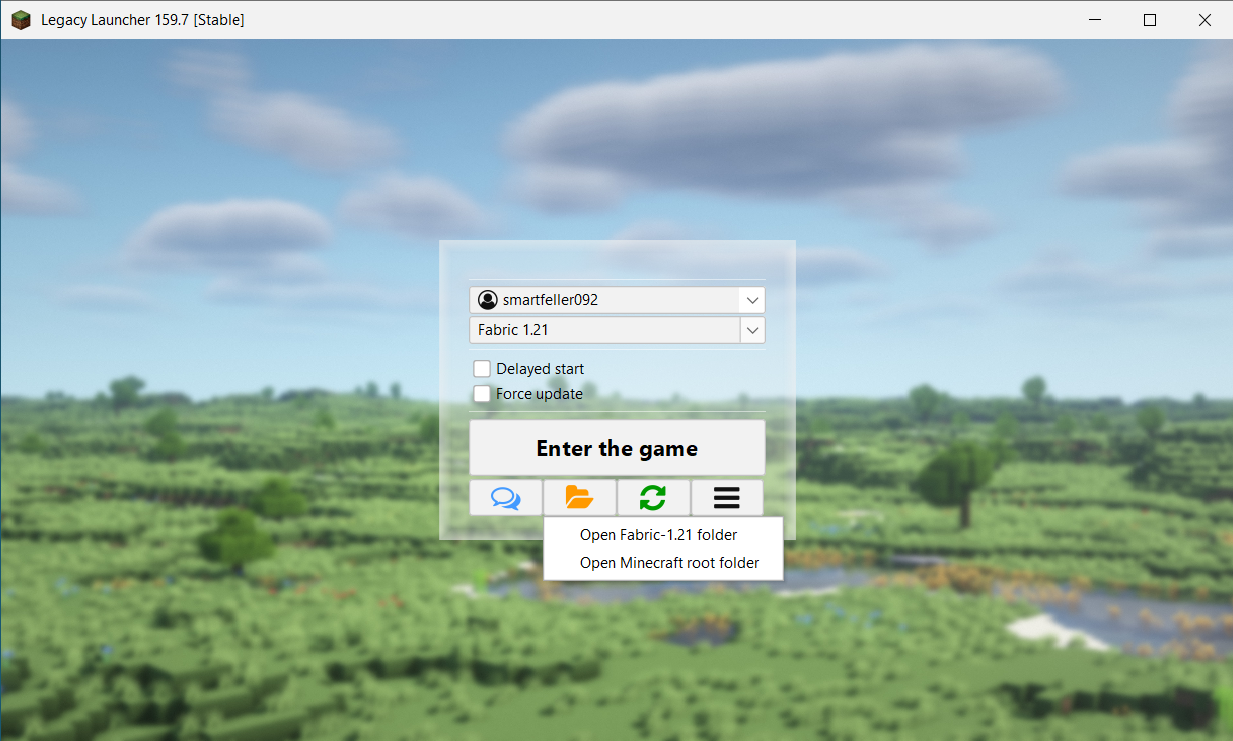 Legacy Launcher 159.7 [Stable]
smartfeller092
Fabric 1.21
Delayed start
Force update
Enter the game
Open Fabric-1.21 folder
Open Minecraft root folder